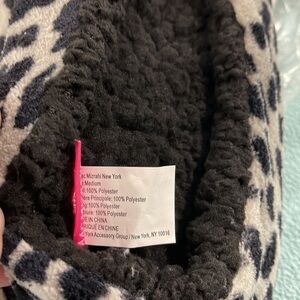 Mizrahi New York
Medium
100% Polyester
Principale: 100% Polyester
100% Polyester
100% Polyester
IN CHINA
EN CHINE
York Accessory Group / New York, NY 10016